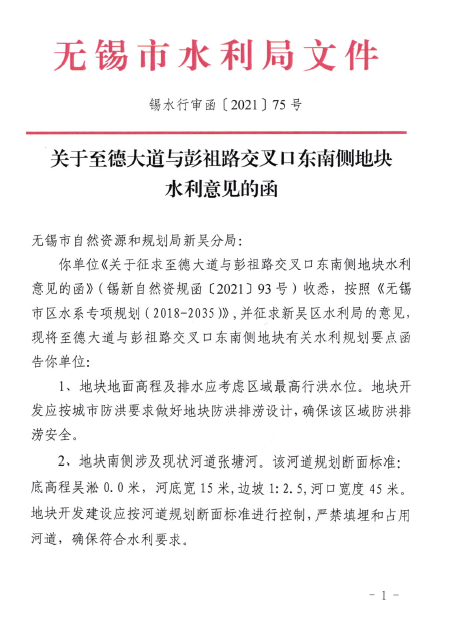 无锡市水利局文件
锡水行审函〔2021〕75号
关于至德大道与彭祖路交叉口东南侧地块
水利意见的函
无锡市自然资源和规划局新吴分局：
你单位《关于征求至德大道与彭祖路交叉口东南侧地块水利
意见的函》（锡新自然资规函〔2021〕93号）收悉，按照《无锡
市区水系专项规划（2018-2035）》,并征求新吴区水利局的意见，
现将至德大道与彭祖路交叉口东南侧地块有关水利规划要点函
告你单位：
1、地块地面高程及排水应考虑区域最高行洪水位。地块开
发应按城市防洪要求做好地块防洪排涝设计，确保该区域防洪排
涝安全。
2、地块南侧涉及现状河道张塘河。该河道规划断面标准：
底高程吴淞0.0米，河底宽15米,边坡1:2.5,河口宽度45米。
地块开发建设应按河道规划断面标准进行控制，严禁填埋和占用
河道，确保符合水利要求。
- 1 -